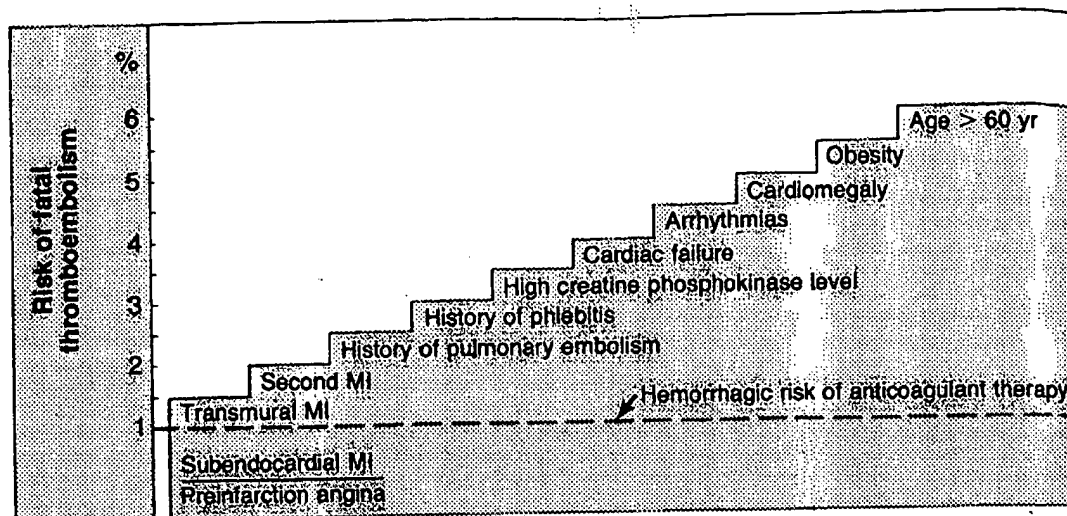 Risk of fatal
thromboembolism
%
6
5
4
3
2
1
Age > 60 yr
Obesity
Cardiomegaly
Arrhythmias
Cardiac failure
High creatine phosphokinase level
History of phlebitis
History of pulmonary embolism
Second MI
Hemorrhagic risk of anticoagulant therapy
Transmural MI
Subendocardial MI
Preinfarction angina